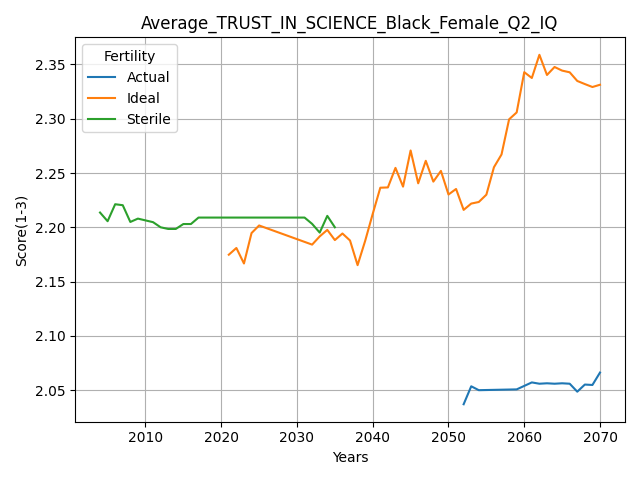 Average_TRUST_IN_SCIENCE_Black_Female_Q2_IQ
Fertility
Actual
Ideal
Sterile
Score(1-3)
2.35
2.30
2.25
2.20
2.15
2.10
2.05
2010 2020 2030 2040 2050 2060 2070
Years